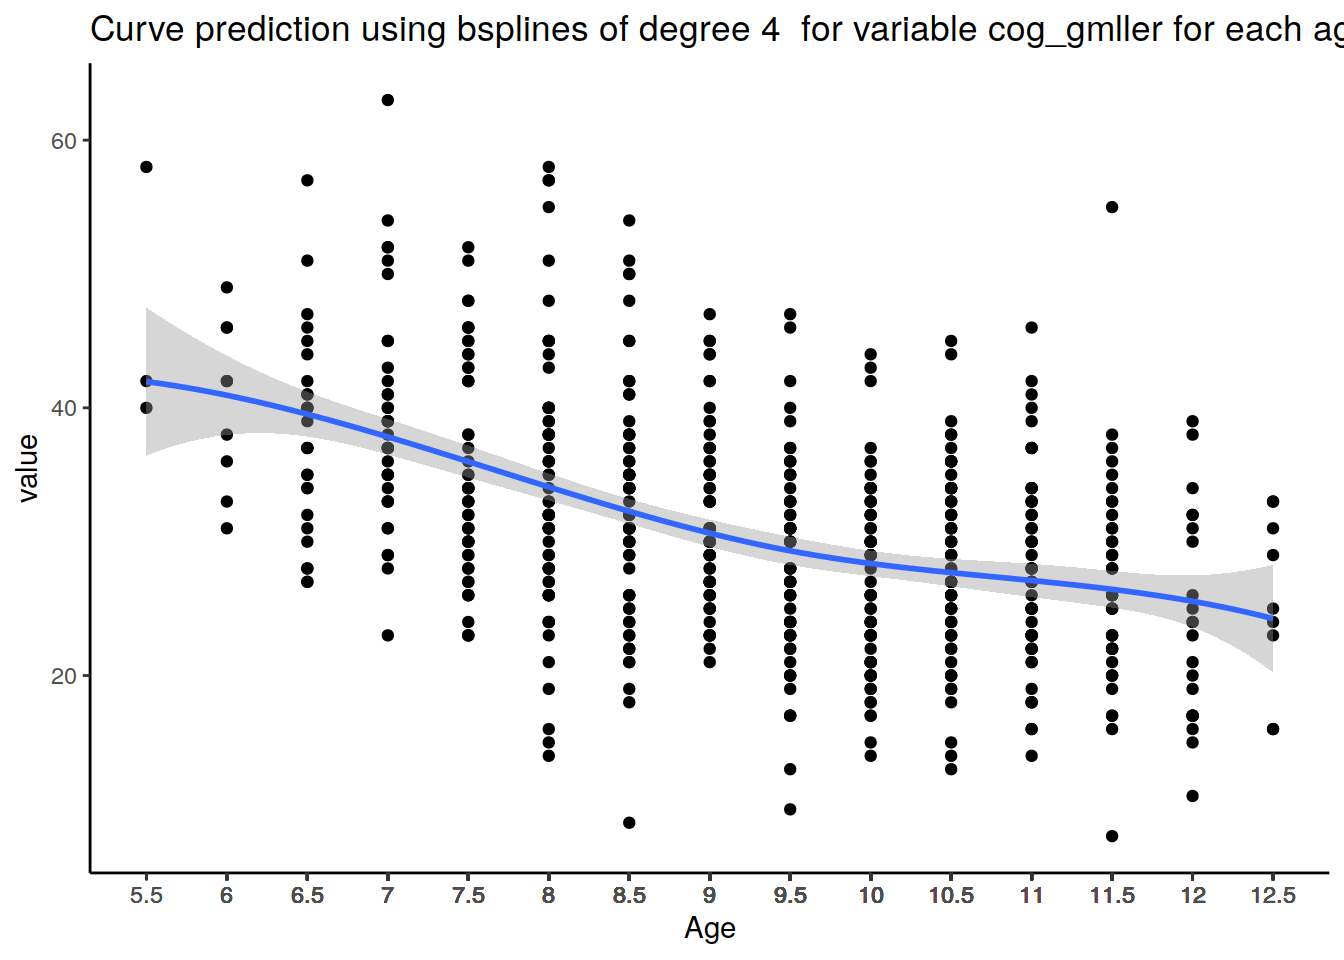 Curve prediction using bsplines of degree 4  for variable cog_gmller for each
value
60
40
20
5.5 6 6.5 7 7.5 8 8.5 9 9.5 10 10.5 11 11.5 12 12.5
Age